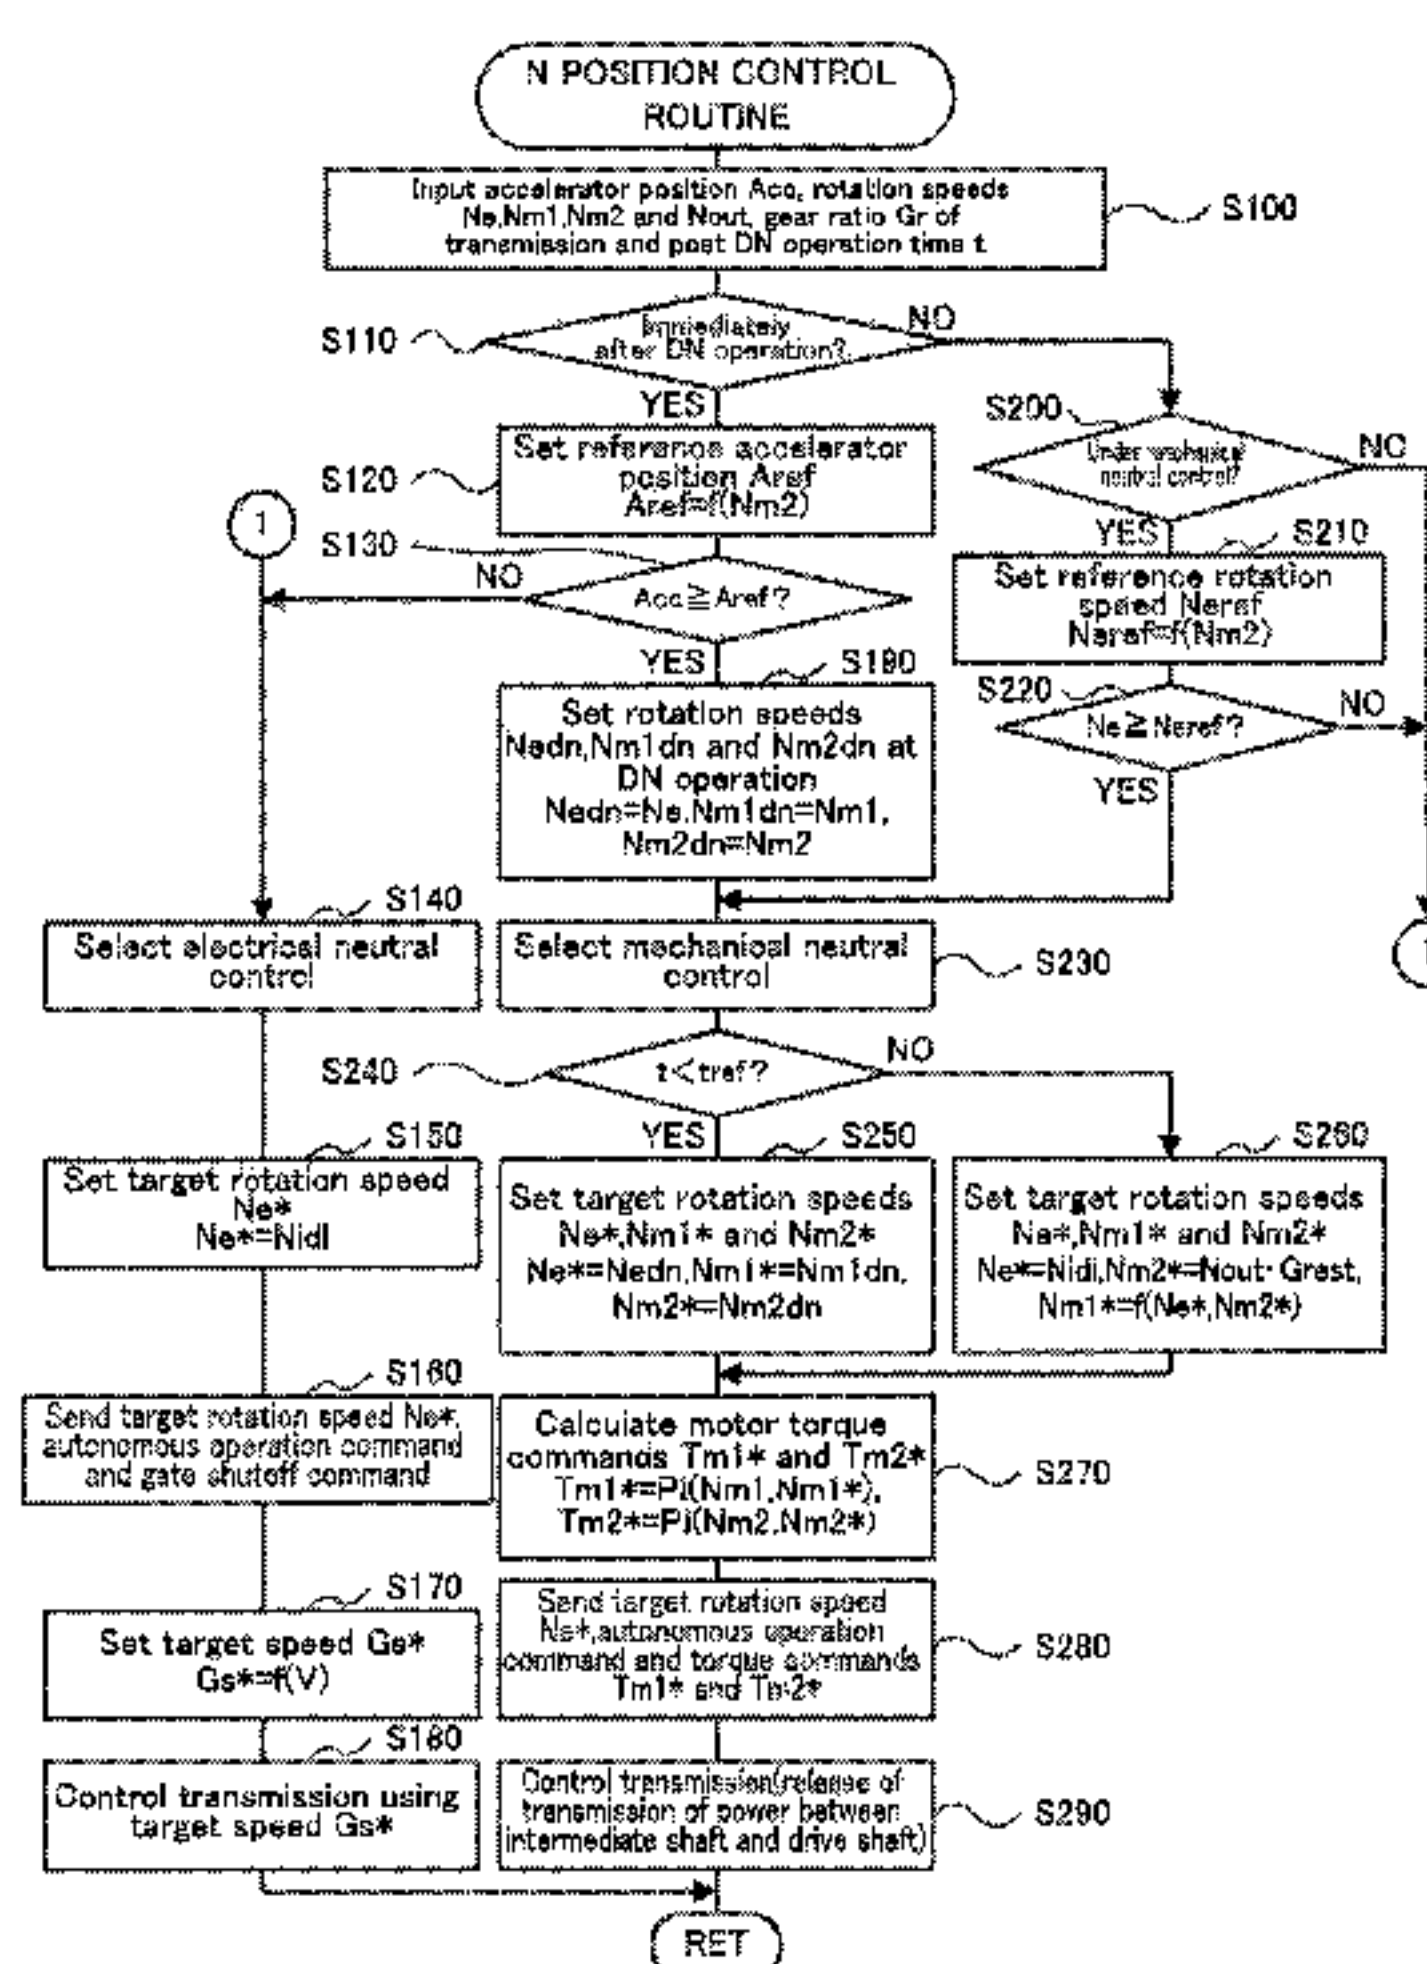 N POSITION CONTROL
ROUTINE
Input accelerator position Acc, rotation speeds
Ne,Nm1,Nm2 and Nout, gear ratio Gr of
transmission and post DN operation time t
S100
S110
Immediately
after DN operation?
NO
YES
S120
Set reference accelerator
position Aref
Aref=f(Nm2)
S200
Under mechanical
neutral control?
NO
YES
1
S130
Acc≧Aref?
NO
YES
S210
Set reference rotation
speed Neref
Neref=f(Nm2)
S190
Set rotation speeds
Nedn,Nm1dn and Nm2dn at
DN operation
Nedn=Ne,Nm1dn=Nm1,
Nm2dn=Nm2
S220
Ne≧Neref?
NO
YES
S140
Select electrical neutral
control
Select mechanical neutral
control
S230
1
S240
t<tref?
NO
YES
S150
Set target rotation speed
Ne*
Ne*=Nidl
S250
Set target rotation speeds
Ne*,Nm1* and Nm2*
Ne*=Nedn,Nm1*=Nm1dn,
Nm2*=Nm2dn
S260
Set target rotation speeds
Ne*,Nm1* and Nm2*
Ne*=Nidl,Nm2*=Nout·Grest,
Nm1*=f(Ne*,Nm2*)
S160
Send target rotation speed Ne*,
autonomous operation command
and gate shutoff command
Calculate motor torque
commands Tm1* and Tm2*
Tm1*=PI(Nm1,Nm1*),
Tm2*=PI(Nm2,Nm2*)
S270
S170
Set target speed Gs*
Gs*=f(V)
Send target rotation speed
Ne*,autonomous operation
command and torque commands
Tm1* and Tm2*
S280
S180
Control transmission using
target speed Gs*
Control transmission(release of
transmission of power between
intermediate shaft and drive shaft)
S290
RET